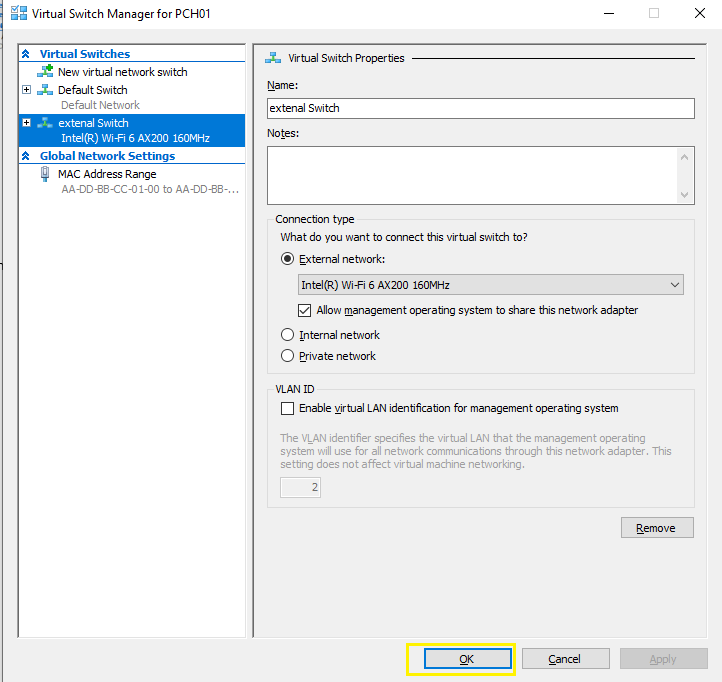 Virtual Switch Manager for PCH01
Virtual Switches
New virtual network switch
Default Switch
Default Network
extenal Switch
Intel(R) Wi-Fi 6 AX200 160MHz
Global Network Settings
MAC Address Range
AA-DD-BB-CC-01-00 to AA-DD-BB-...
Virtual Switch Properties
Name:
extenal Switch
Notes:
Connection type
What do you want to connect this virtual switch to?
External network:
Intel(R) Wi-Fi 6 AX200 160MHz
Allow management operating system to share this network adapter
Internal network
Private network
VLAN ID
Enable virtual LAN identification for management operating system
The VLAN identifier specifies the virtual LAN that the management operating
system will use for all network communications through this network adapter. This
setting does not affect virtual machine networking.
2
Remove
OK
Cancel
Apply